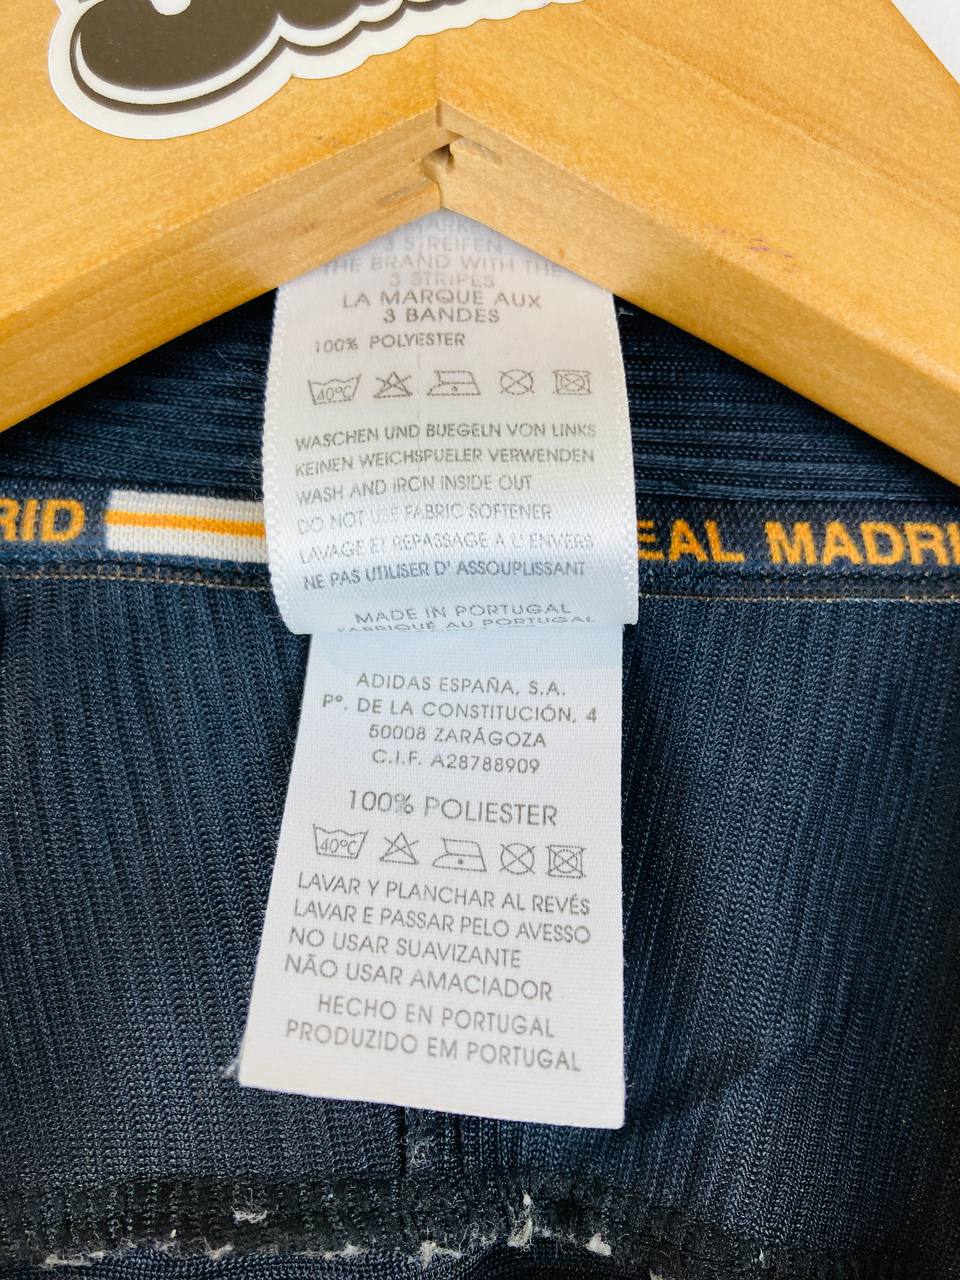 3 STREIFEN
THE BRAND WITH THE
3 STRIPES
LA MARQUE AUX
3 BANDES
100% POLYESTER
40°C
WASCHEN UND BUEGELN VON LINKS
KEINEN WEICHSPUELER VERWENDEN
WASH AND IRON INSIDE OUT
DO NOT USE FABRIC SOFTENER
LAVAGE ET REPASSAGE A L' ENVERS
NE PAS UTILISER D' ASSOUPLISSANT
MADE IN PORTUGAL
FABRIQUÉ AU PORTUGAL
RID
EAL MADRI
ADIDAS ESPAÑA, S.A.
Pº. DE LA CONSTITUCIÓN, 4
50008 ZARAGOZA
C.I.F. A28788909
100% POLIESTER
40°C
LAVAR Y PLANCHAR AL REVÉS
LAVAR E PASSAR PELO AVESSO
NO USAR SUAVIZANTE
NÃO USAR AMACIADOR
HECHO EN PORTUGAL
PRODUZIDO EM PORTUGAL